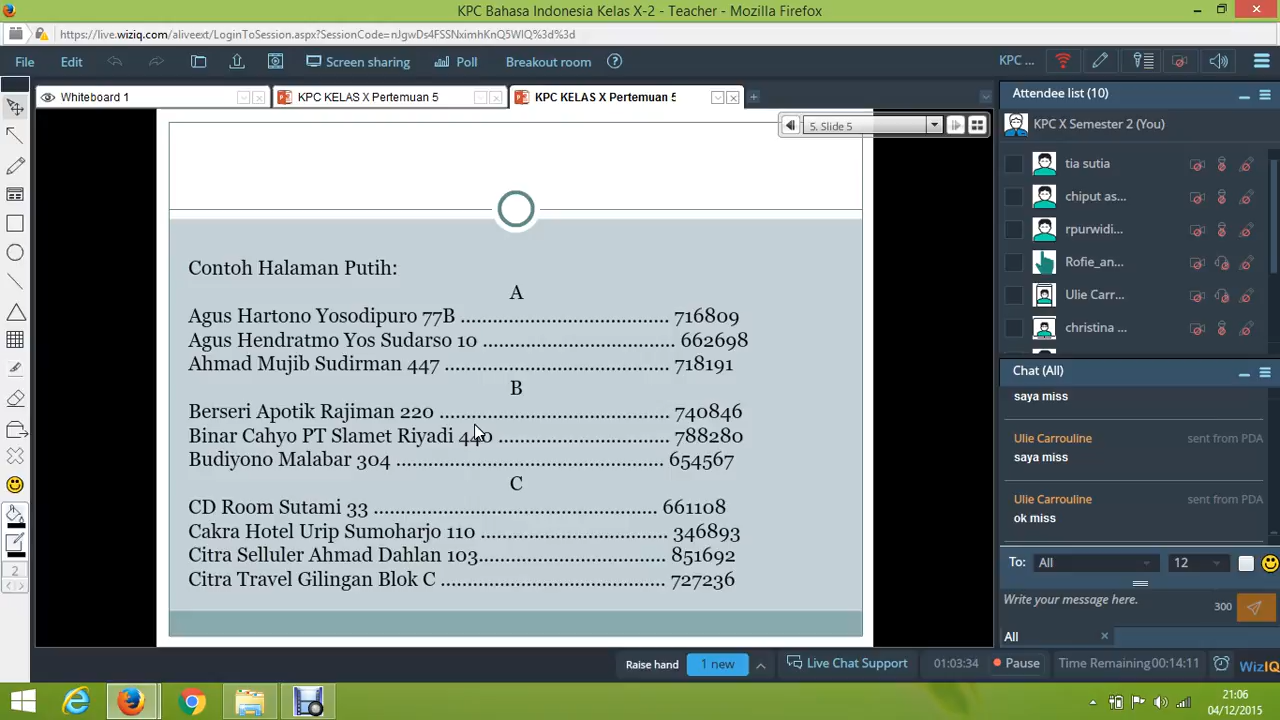 KPC Bahasa Indonesia Kelas X-2 - Teacher - Mozilla Firefox
https://live.wiziq.com/aliveext/LoginToSession.aspx?SessionCode=nJgwDs4FSSNximhKnQ5WIQ%3d%3d
File Edit Screen sharing Poll Breakout room ? KPC ...
Whiteboard 1
KPC KELAS X Pertemuan 5
KPC KELAS X Pertemuan 5
5. Slide 5
Contoh Halaman Putih:
A
Agus Hartono Yosodipuro 77B ....................................... 716809
Agus Hendratmo Yos Sudarso 10 .................................... 662698
Ahmad Mujib Sudirman 447 .......................................... 718191
B
Berseri Apotik Rajiman 220 ........................................... 740846
Binar Cahyo PT Slamet Riyadi 440 ................................ 788280
Budiyono Malabar 304 .................................................. 654567
C
CD Room Sutami 33 ..................................................... 661108
Cakra Hotel Urip Sumoharjo 110 ................................... 346893
Citra Selluler Ahmad Dahlan 103................................... 851692
Citra Travel Gilingan Blok C .......................................... 727236
Attendee list (10)
KPC X Semester 2 (You)
tia sutia
chiput as...
rpurwidi...
Rofie_an...
Ulie Carr...
christina ...
Chat (All)
saya miss
Ulie Carrouline sent from PDA
saya miss
Ulie Carrouline sent from PDA
ok miss
To: All 12
Write your message here. 300
All
2
Raise hand 1 new Live Chat Support 01:03:34 Pause Time Remaining 00:14:11 WizIQ
21:06
04/12/2015